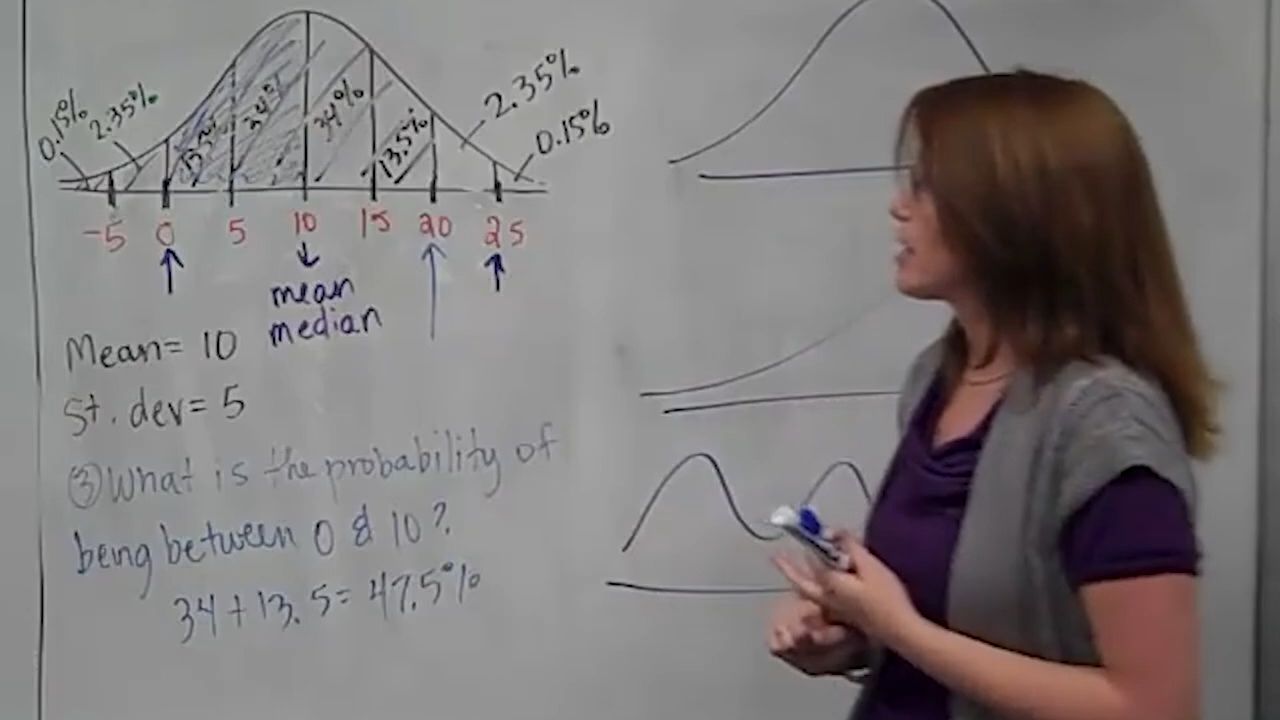 0.15% 2.35% 13.5% 34% 34% 13.5% 2.35% 0.15%
-5 0 5 10 15 20 25
mean
median
Mean= 10
St. dev= 5
③What is the probability of
being between 0 & 10?
34+13.5= 47.5%